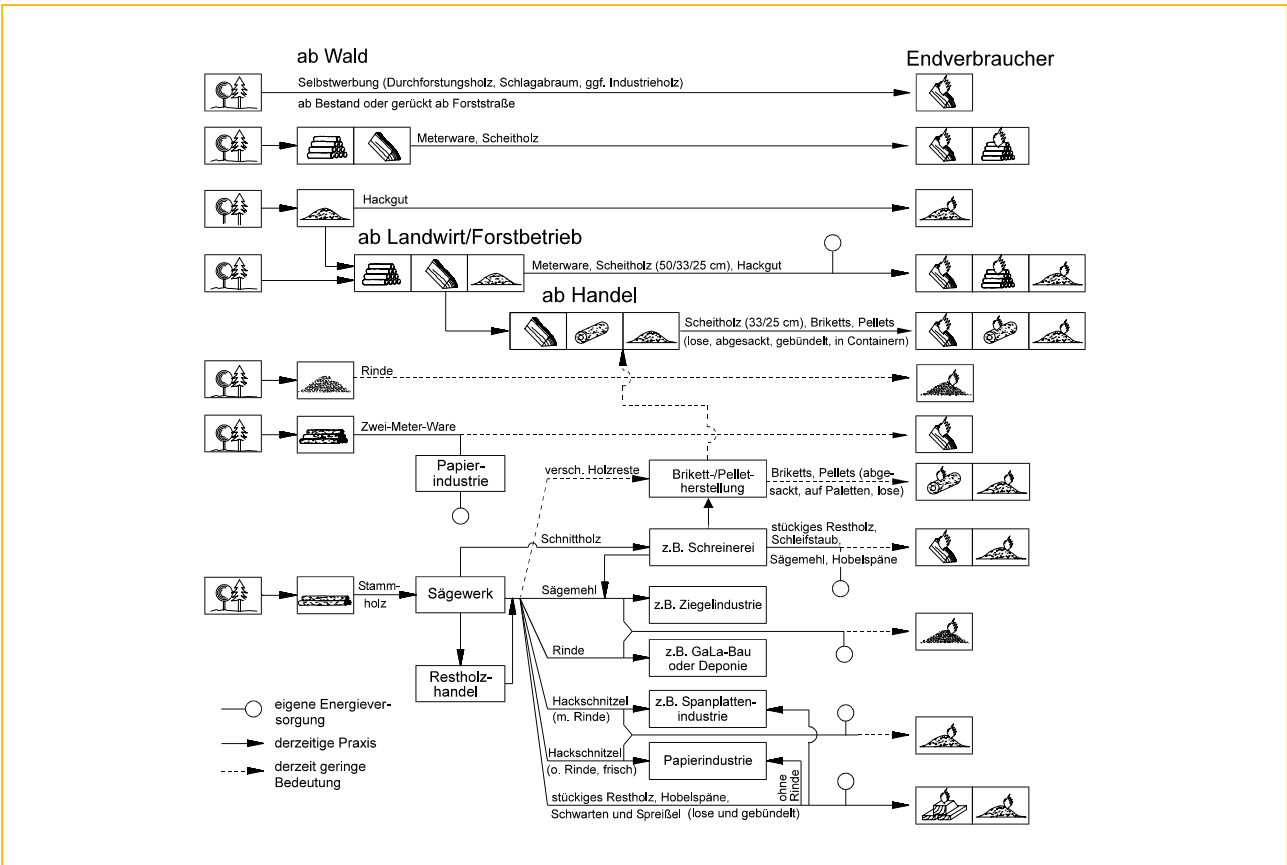 ab Wald
Endverbraucher
Selbstwerbung (Durchforstungsholz, Schlagabraum, ggf. Industrieholz)
ab Bestand oder gerückt ab Forststraße
Meterware, Scheitholz
Hackgut
ab Landwirt/Forstbetrieb
Meterware, Scheitholz (50/33/25 cm), Hackgut
ab Handel
Scheitholz (33/25 cm), Briketts, Pellets
(lose, abgesackt, gebündelt, in Containern)
Rinde
Zwei-Meter-Ware
Papier-
industrie
versch. Holzreste
Brikett-/Pellet-
herstellung
Briketts, Pellets (abge-
sackt, auf Paletten, lose)
Schnittholz
z.B. Schreinerei
stückiges Restholz,
Schleifstaub,
Sägemehl, Hobelspäne
Stamm-
holz
Sägewerk
Sägemehl
z.B. Ziegelindustrie
Rinde
z.B. GaLa-Bau
oder Deponie
Restholz-
handel
Hackschnitzel
(m. Rinde)
z.B. Spanplatten-
industrie
Hackschnitzel
(o. Rinde, frisch)
Papierindustrie
ohne
Rinde
stückiges Restholz, Hobelspäne,
Schwarten und Spreißel (lose und gebündelt)
eigene Energiever-
sorgung
derzeitige Praxis
derzeit geringe
Bedeutung